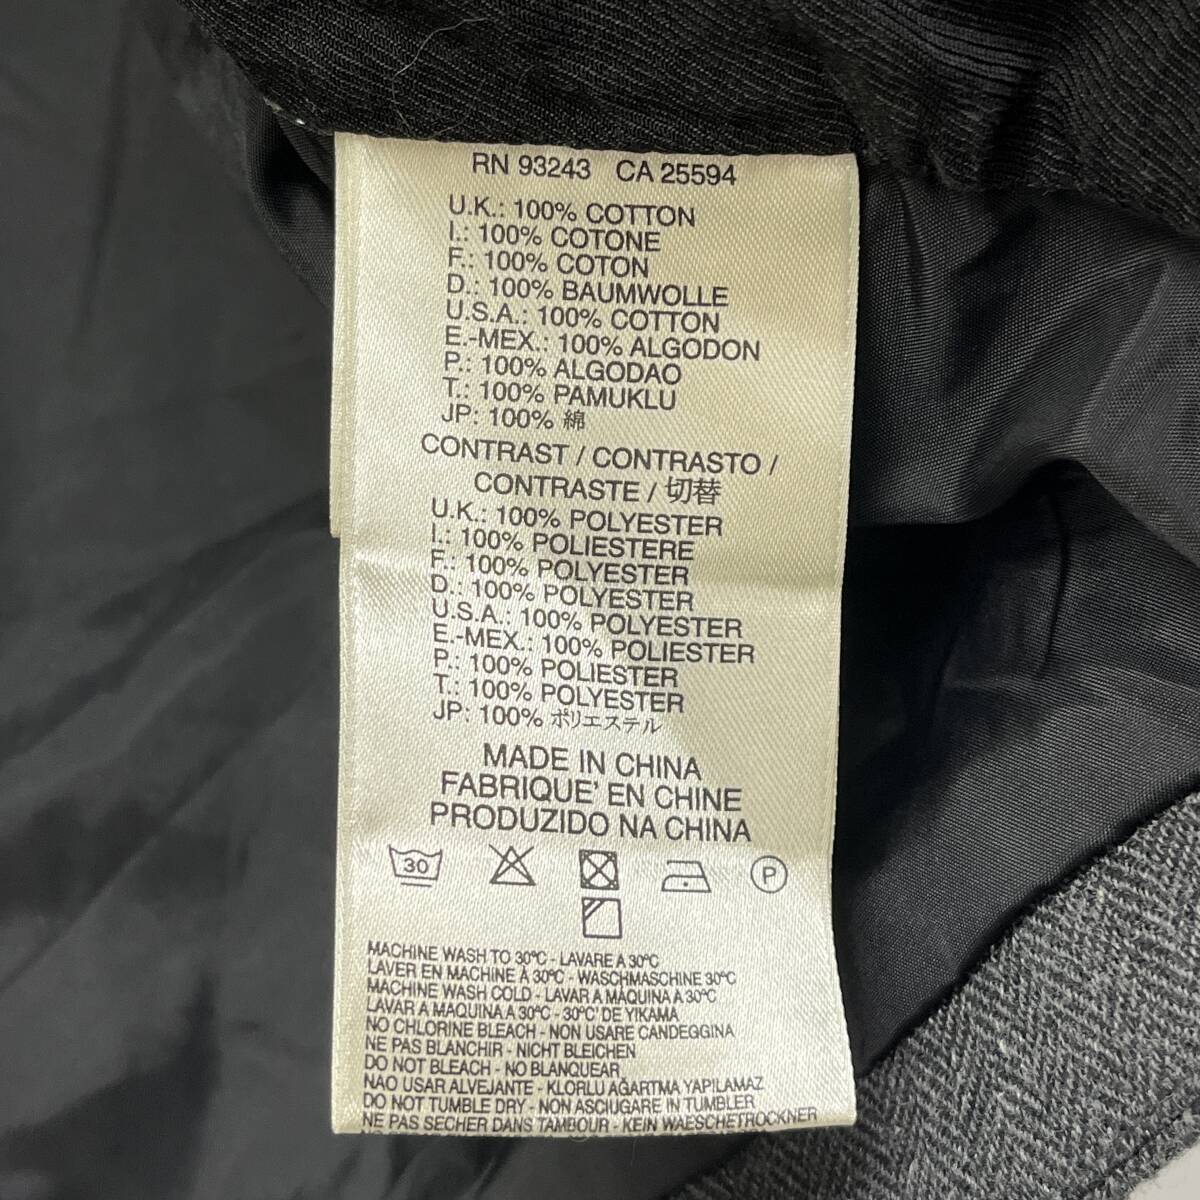 RN 93243 CA 25594
U.K.: 100% COTTON
I.: 100% COTONE
F.: 100% COTON
D.: 100% BAUMWOLLE
U.S.A.: 100% COTTON
E.-MEX.: 100% ALGODON
P.: 100% ALGODAO
T.: 100% PAMUKLU
JP: 100% 綿
CONTRAST / CONTRASTO /
CONTRASTE / 切替
U.K.: 100% POLYESTER
I.: 100% POLIESTERE
F.: 100% POLYESTER
D.: 100% POLYESTER
U.S.A.: 100% POLYESTER
E.-MEX.: 100% POLIESTER
P.: 100% POLIESTER
T.: 100% POLYESTER
JP: 100% ポリエステル
MADE IN CHINA
FABRIQUE' EN CHINE
PRODUZIDO NA CHINA
30 P
MACHINE WASH TO 30°C - LAVARE A 30°C
LAVER EN MACHINE À 30°C - WASCHMASCHINE 30°C
MACHINE WASH COLD - LAVAR A MÁQUINA A 30°C
LAVAR A MAQUINA A 30°C - 30°C' DE YIKAMA
NO CHLORINE BLEACH - NON USARE CANDEGGINA
NE PAS BLANCHIR - NICHT BLEICHEN
DO NOT BLEACH - NO BLANQUEAR
NAO USAR ALVEJANTE - KLORLU AĞARTMA YAPILAMAZ
DO NOT TUMBLE DRY - NON ASCIUGARE IN TUMBLER
NE PAS SECHER DANS TAMBOUR - KEIN WAESCHETROCKNER